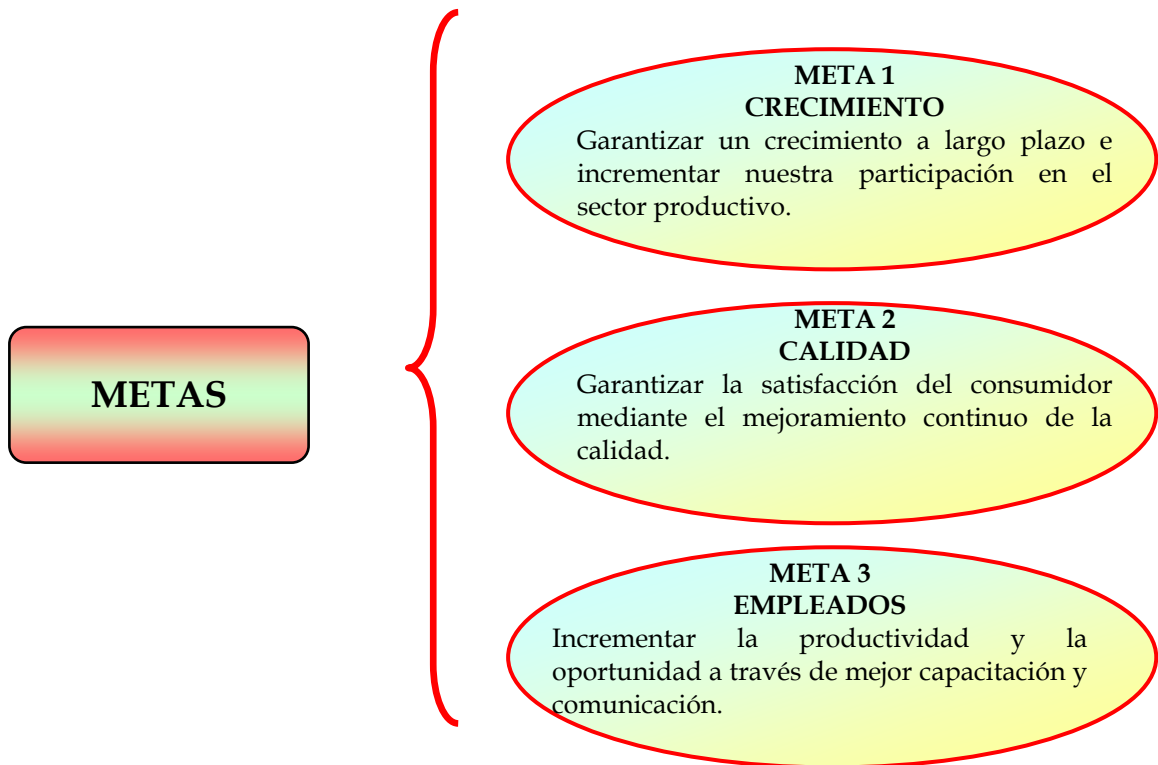 META 1
CRECIMIENTO
Garantizar un crecimiento a largo plazo e
incrementar nuestra participación en el
sector productivo.
METAS
META 2
CALIDAD
Garantizar la satisfacción del consumidor
mediante el mejoramiento continuo de la
calidad.
META 3
EMPLEADOS
Incrementar la productividad y la
oportunidad a través de mejor capacitación y
comunicación.